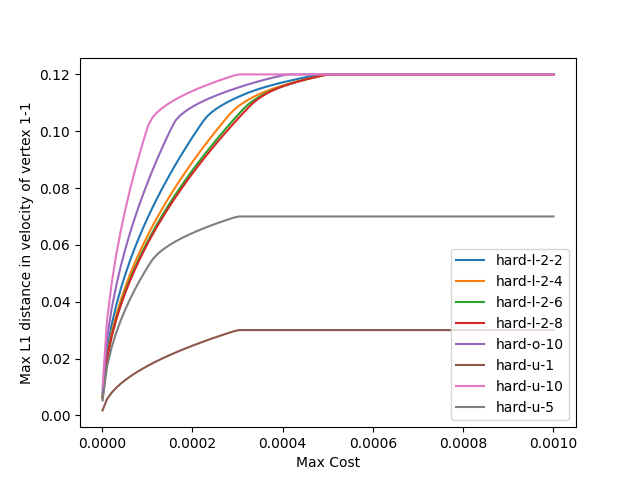 0.12
0.10
0.08
0.06
0.04
0.02
0.00
Max L1 distance in velocity of vertex 1-1
hard-l-2-2
hard-l-2-4
hard-l-2-6
hard-l-2-8
hard-o-10
hard-u-1
hard-u-10
hard-u-5
0.0000 0.0002 0.0004 0.0006 0.0008 0.0010
Max Cost